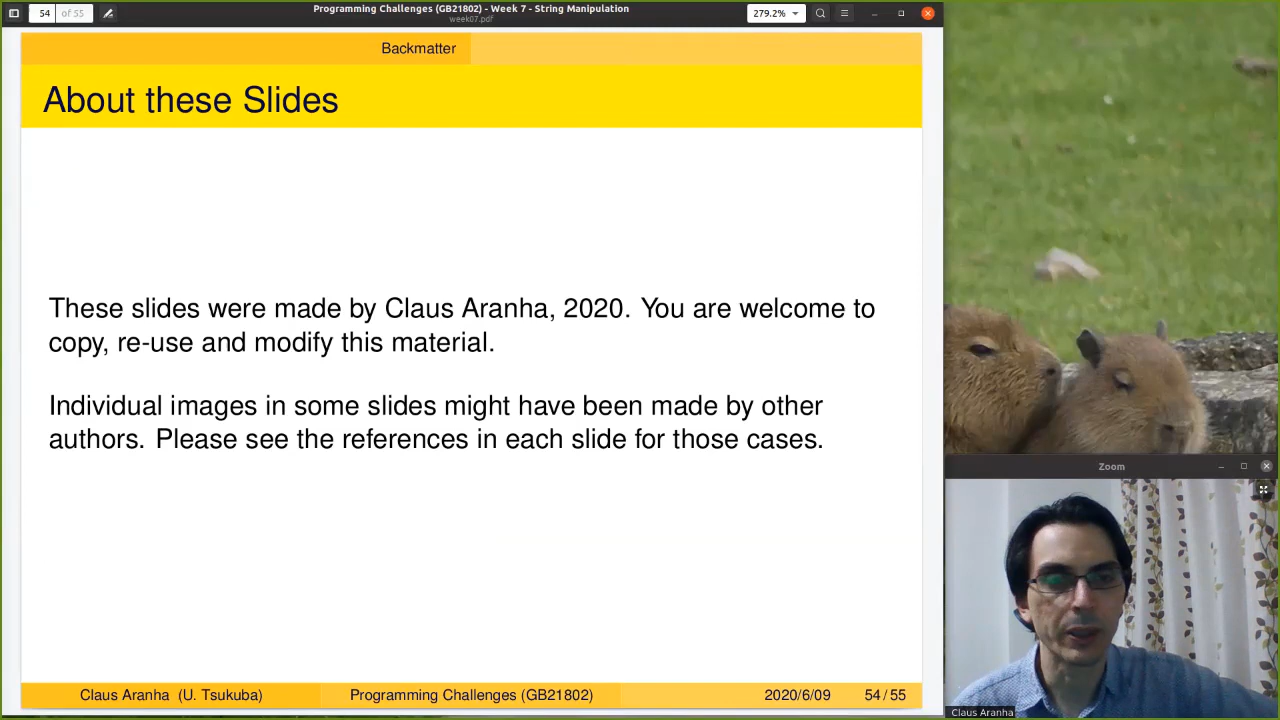 Programming Challenges (GB21802) - Week 7 - String Manipulation
week07.pdf
54 of 55
279.2%
Backmatter
About these Slides
These slides were made by Claus Aranha, 2020. You are welcome to
copy, re-use and modify this material.
Individual images in some slides might have been made by other
authors. Please see the references in each slide for those cases.
Claus Aranha (U. Tsukuba)
Programming Challenges (GB21802)
2020/6/09
54 / 55
Zoom
Claus Aranha